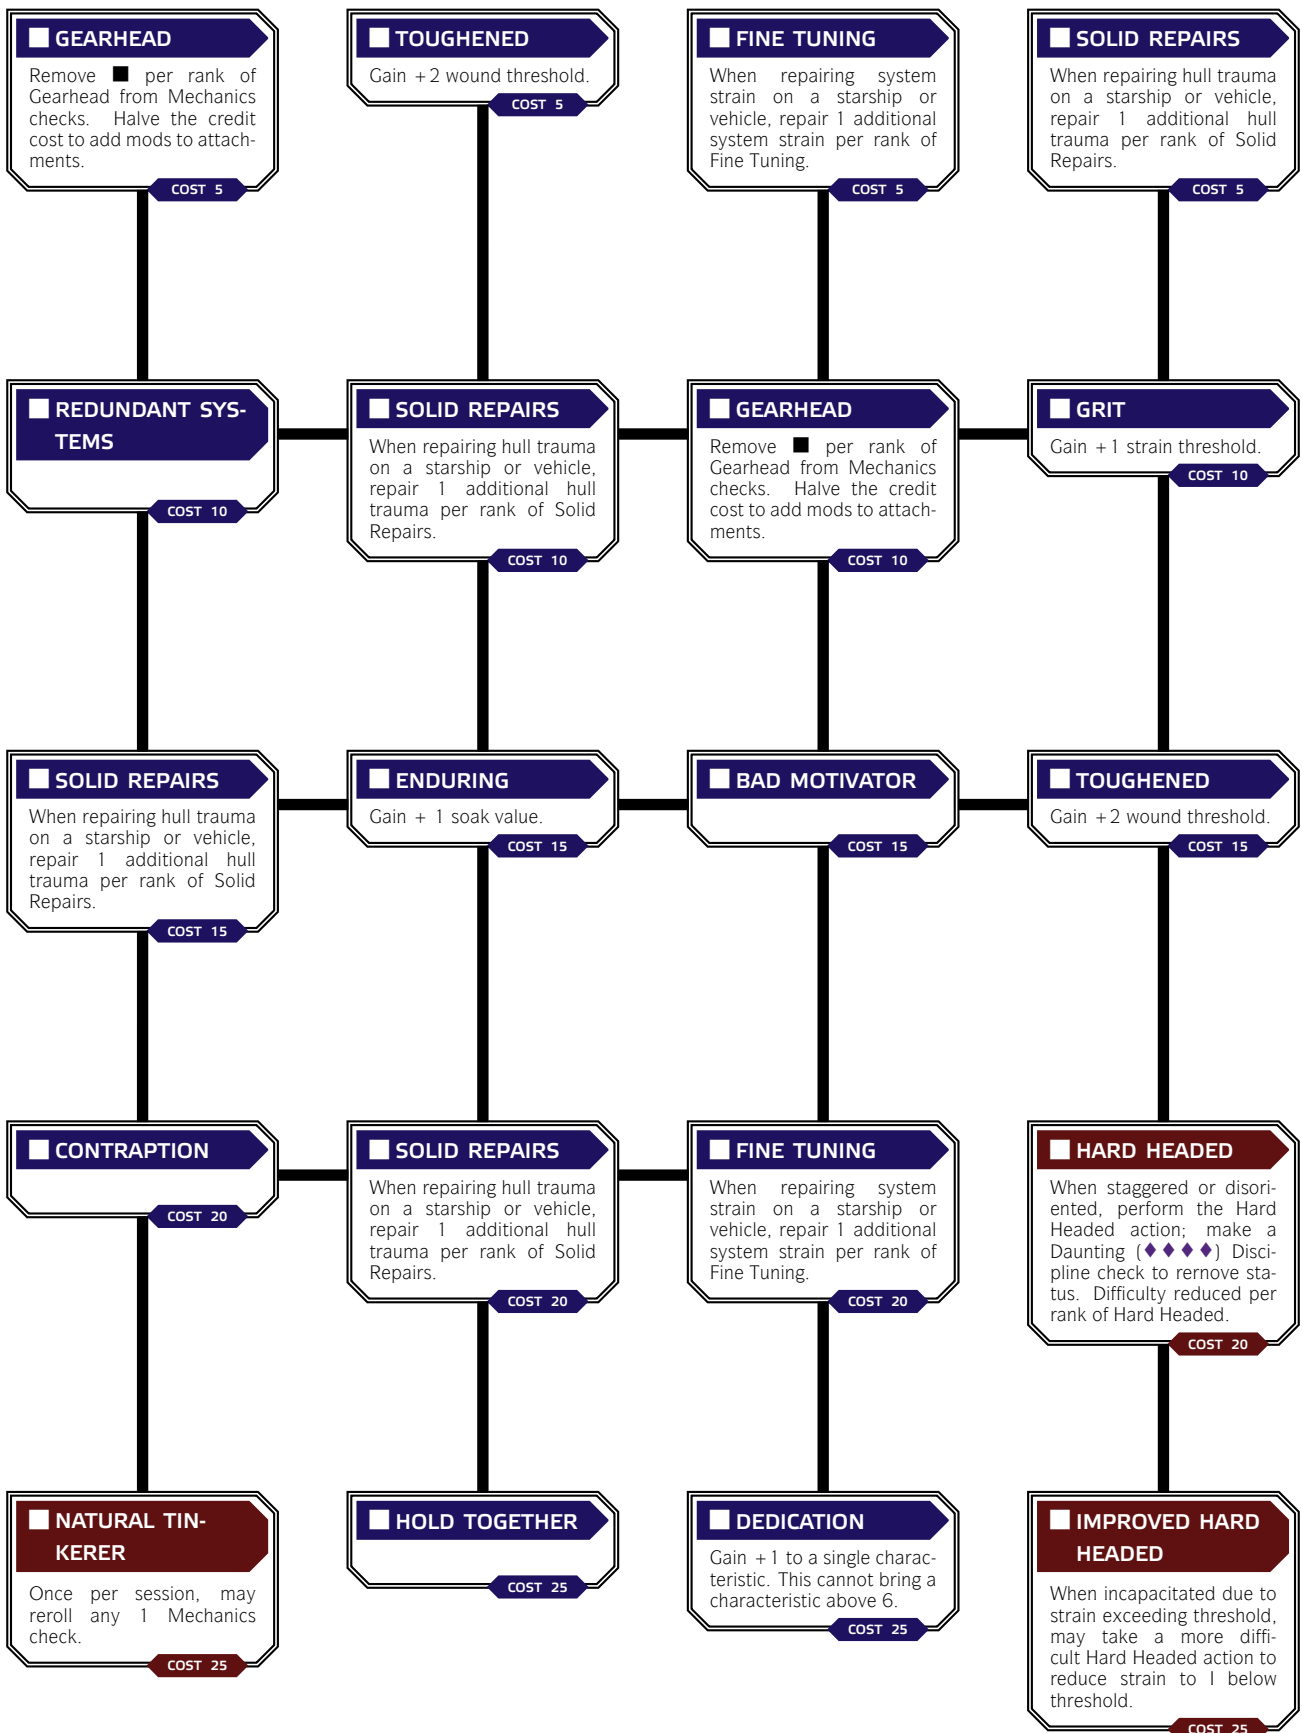 GEARHEAD
Remove ■ per rank of
Gearhead from Mechanics
checks. Halve the credit
cost to add mods to attach-
ments.
COST 5
TOUGHENED
Gain +2 wound threshold.
COST 5
FINE TUNING
When repairing system
strain on a starship or
vehicle, repair 1 additional
system strain per rank of
Fine Tuning.
COST 5
SOLID REPAIRS
When repairing hull trauma
on a starship or vehicle,
repair 1 additional hull
trauma per rank of Solid
Repairs.
COST 5
REDUNDANT SYS-
TEMS
COST 10
SOLID REPAIRS
When repairing hull trauma
on a starship or vehicle,
repair 1 additional hull
trauma per rank of Solid
Repairs.
COST 10
GEARHEAD
Remove ■ per rank of
Gearhead from Mechanics
checks. Halve the credit
cost to add mods to attach-
ments.
COST 10
GRIT
Gain +1 strain threshold.
COST 10
SOLID REPAIRS
When repairing hull trauma
on a starship or vehicle,
repair 1 additional hull
trauma per rank of Solid
Repairs.
COST 15
ENDURING
Gain + 1 soak value.
COST 15
BAD MOTIVATOR
COST 15
TOUGHENED
Gain +2 wound threshold.
COST 15
CONTRAPTION
COST 20
SOLID REPAIRS
When repairing hull trauma
on a starship or vehicle,
repair 1 additional hull
trauma per rank of Solid
Repairs.
COST 20
FINE TUNING
When repairing system
strain on a starship or
vehicle, repair 1 additional
system strain per rank of
Fine Tuning.
COST 20
HARD HEADED
When staggered or disori-
ented, perform the Hard
Headed action; make a
Daunting (♦♦♦♦) Disci-
pline check to rernove sta-
tus. Difficulty reduced per
rank of Hard Headed.
COST 20
NATURAL TIN-
KERER
Once per session, may
reroll any 1 Mechanics
check.
COST 25
HOLD TOGETHER
COST 25
DEDICATION
Gain +1 to a single charac-
teristic. This cannot bring a
characteristic above 6.
COST 25
IMPROVED HARD
HEADED
When incapacitated due to
strain exceeding threshold,
may take a more diffi-
cult Hard Headed action to
reduce strain to I below
threshold.
COST 25